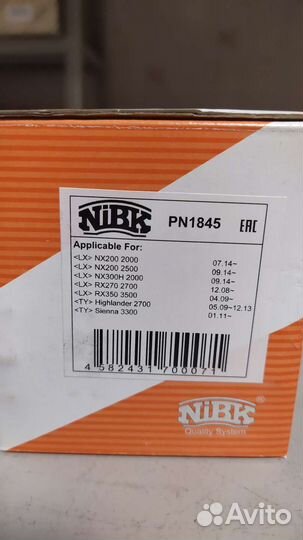 NiBK PN1845 EAC
Applicable For:
<LX> NX200 2000 07.14~
<LX> NX200 2500 09.14~
<LX> NX300H 2000 09.14~
<LX> RX270 2700 12.08~
<LX> RX350 3500 04.09~
<TY> Highlander 2700 05.09~12.13
<TY> Sienna 3300 01.11~
4 582431 700071
NiBK®
Quality System
Avito